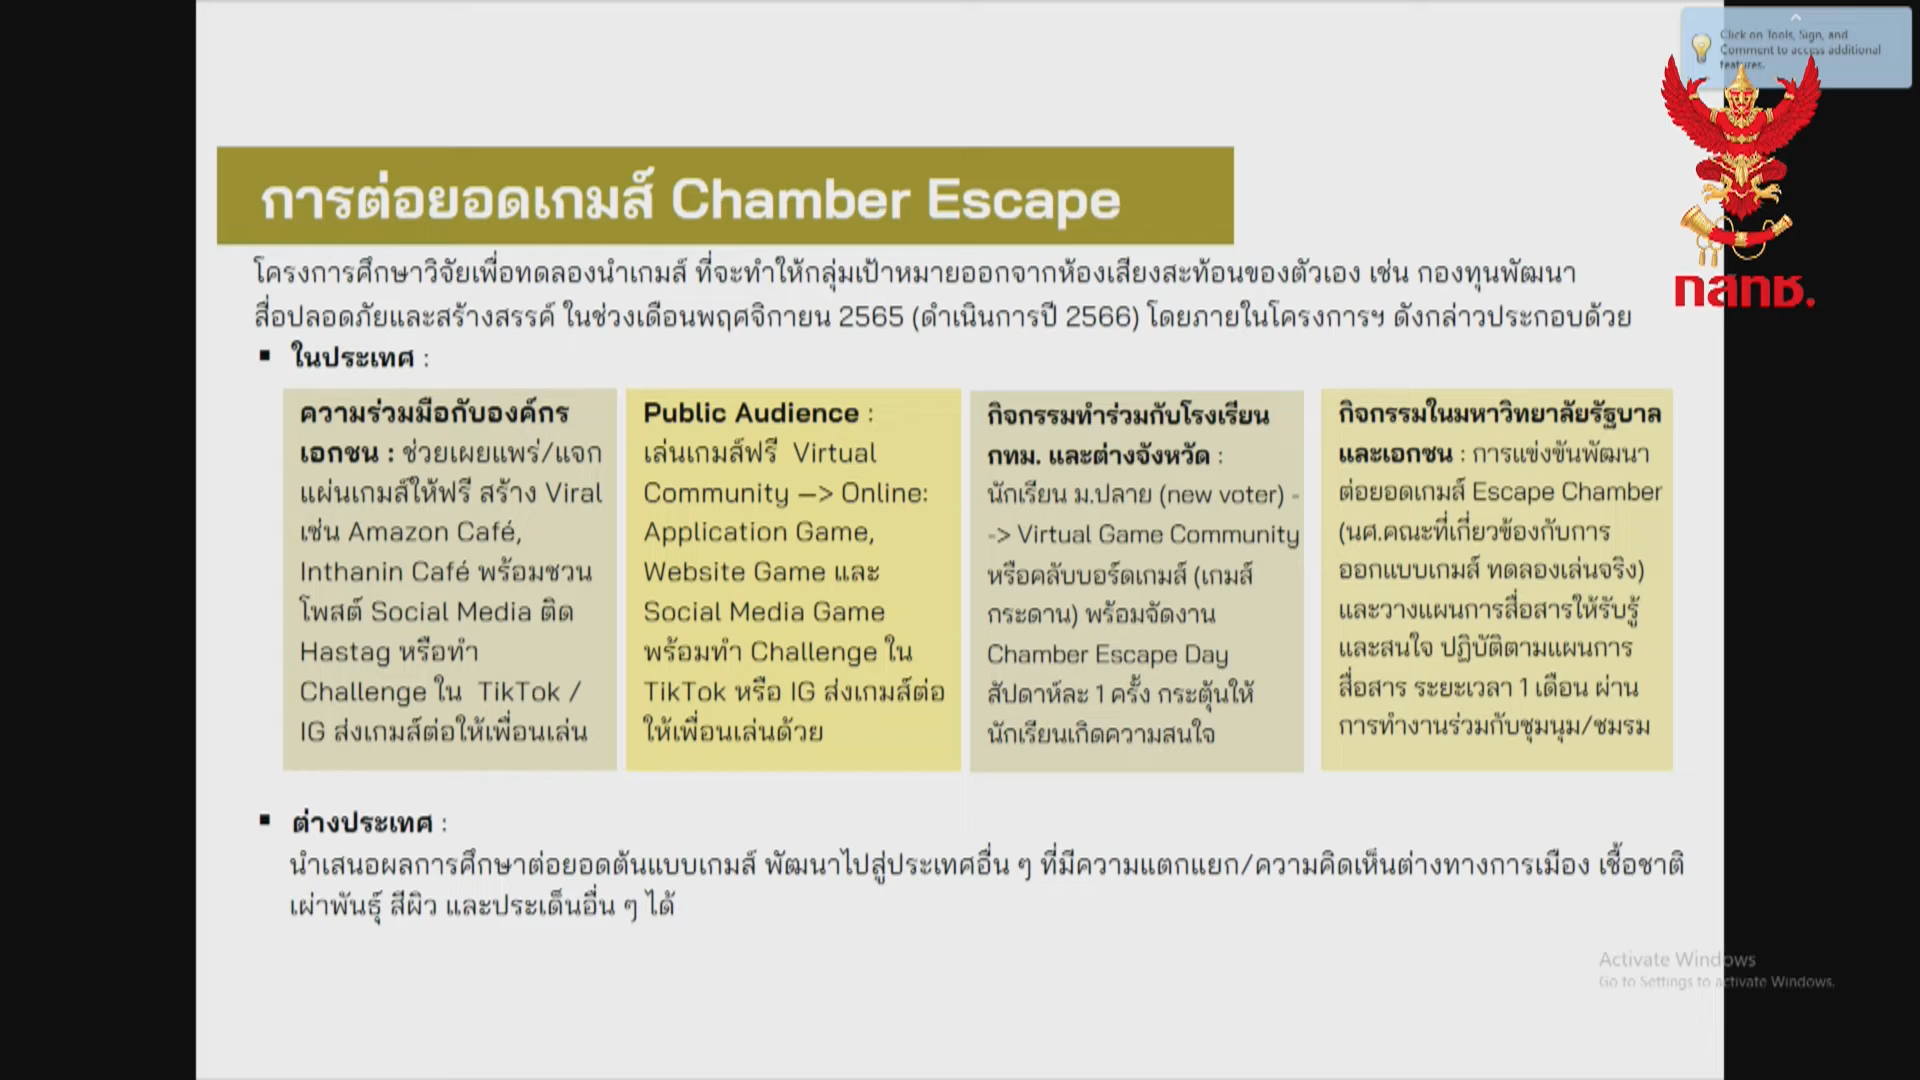 Click on Tools, Sign, and
Comment to access additional
features.
กสทช.
การต่อยอดเกมส์ Chamber Escape
โครงการศึกษาวิจัยเพื่อทดลองนำเกมส์ ที่จะทำให้กลุ่มเป้าหมายออกจากห้องเสียงสะท้อนของตัวเอง เช่น กองทุนพัฒนา
สื่อปลอดภัยและสร้างสรรค์ ในช่วงเดือนพฤศจิกายน 2565 (ดำเนินการปี 2566) โดยภายในโครงการฯ ดังกล่าวประกอบด้วย
▪ ในประเทศ :
ความร่วมมือกับองค์กร
เอกชน : ช่วยเผยแพร่/แจก
แผ่นเกมส์ให้ฟรี สร้าง Viral
เช่น Amazon Café,
Inthanin Café พร้อมชวน
โพสต์ Social Media ติด
Hastag หรือทำ
Challenge ใน TikTok /
IG ส่งเกมส์ต่อให้เพื่อนเล่น
Public Audience :
เล่นเกมส์ฟรี Virtual
Community —> Online:
Application Game,
Website Game และ
Social Media Game
พร้อมทำ Challenge ใน
TikTok หรือ IG ส่งเกมส์ต่อ
ให้เพื่อนเล่นด้วย
กิจกรรมทำร่วมกับโรงเรียน
กทม. และต่างจังหวัด :
นักเรียน ม.ปลาย (new voter) -
-> Virtual Game Community
หรือคลับบอร์ดเกมส์ (เกมส์
กระดาน) พร้อมจัดงาน
Chamber Escape Day
สัปดาห์ละ 1 ครั้ง กระตุ้นให้
นักเรียนเกิดความสนใจ
กิจกรรมในมหาวิทยาลัยรัฐบาล
และเอกชน : การแข่งขันพัฒนา
ต่อยอดเกมส์ Escape Chamber
(นศ.คณะที่เกี่ยวข้องกับการ
ออกแบบเกมส์ ทดลองเล่นจริง)
และวางแผนการสื่อสารให้รับรู้
และสนใจ ปฏิบัติตามแผนการ
สื่อสาร ระยะเวลา 1 เดือน ผ่าน
การทำงานร่วมกับชุมนุม/ชมรม
▪ ต่างประเทศ :
นำเสนอผลการศึกษาต่อยอดต้นแบบเกมส์ พัฒนาไปสู่ประเทศอื่น ๆ ที่มีความแตกแยก/ความคิดเห็นต่างทางการเมือง เชื้อชาติ
เผ่าพันธุ์ สีผิว และประเด็นอื่น ๆ ได้
Activate Windows
Go to Settings to activate Windows.